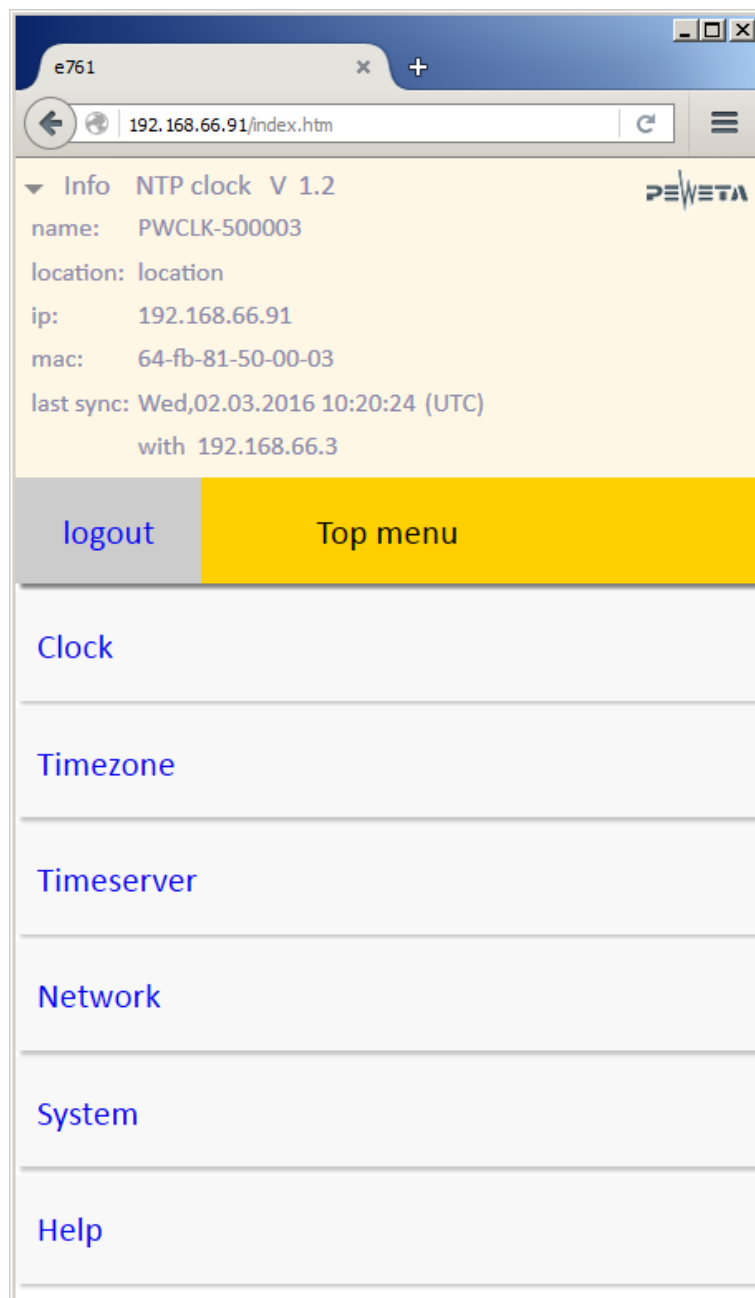 e761
192.168.66.91/index.htm
Info NTP clock V 1.2 PEWETA
name: PWCLK-500003
location: location
ip: 192.168.66.91
mac: 64-fb-81-50-00-03
last sync: Wed,02.03.2016 10:20:24 (UTC)
with 192.168.66.3
logout Top menu
Clock
Timezone
Timeserver
Network
System
Help